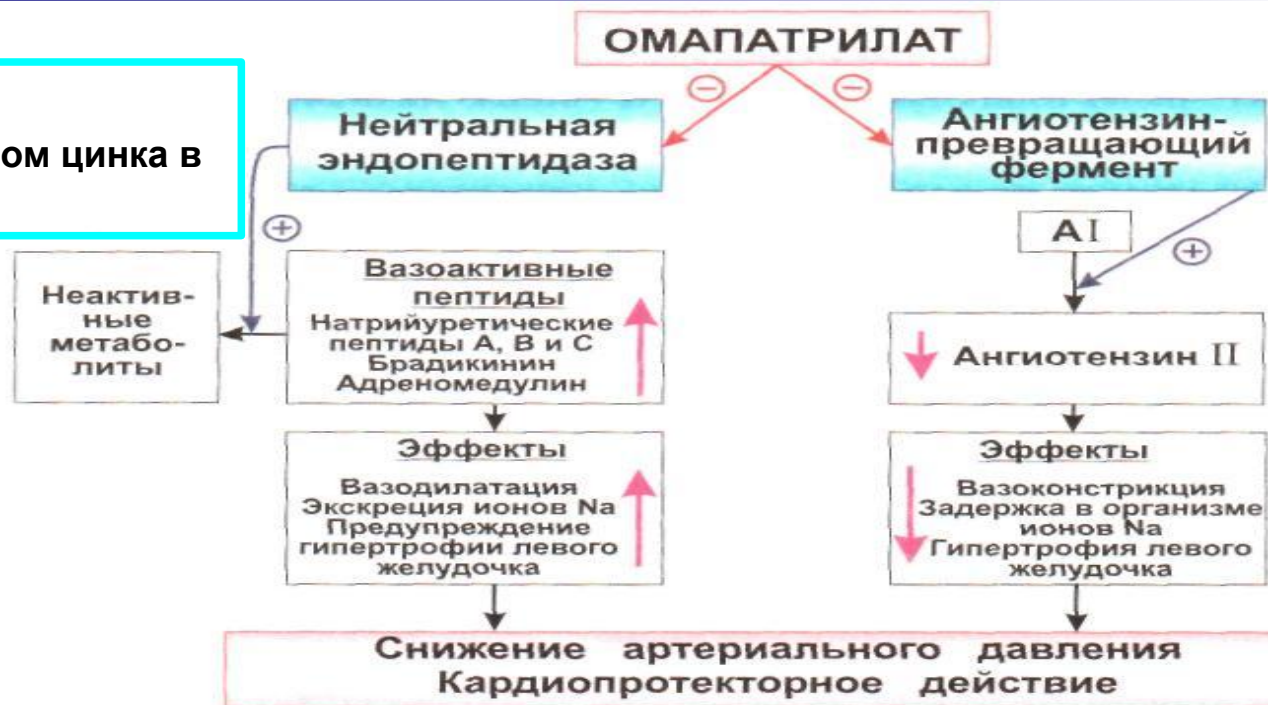 ОМАПАТРИЛАТ
ом цинка в
Нейтральная
эндопептидаза
Ангиотензин-
превращающий
фермент
АI
Неактив-
ные
метабо-
литы
Вазоактивные
пептиды
Натрийуретические
пептиды А, В и С
Брадикинин
Адреномедулин
Ангиотензин II
Эффекты
Вазодилатация
Экскреция ионов Na
Предупреждение
гипертрофии левого
желудочка
Эффекты
Вазоконстрикция
Задержка в организме
ионов Na
Гипертрофия левого
желудочка
Снижение артериального давления
Кардиопротекторное действие